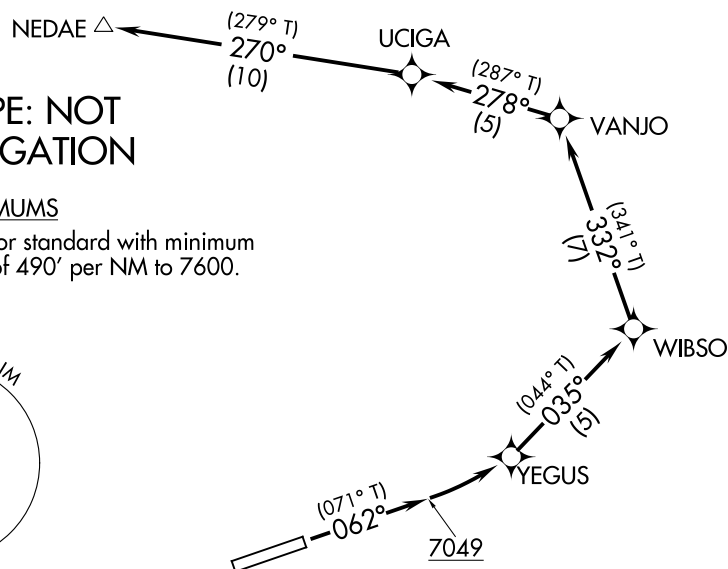 NEDAE
(279° T)
270°
(10)
UCIGA
(287° T)
278°
(5)
VANJO
PE: NOT
GATION
MUMS
or standard with minimum
of 490' per NM to 7600.
(341° T)
332°
(7)
WIBSO
(044° T)
035°
(5)
YEGUS
(071° T)
062°
7049